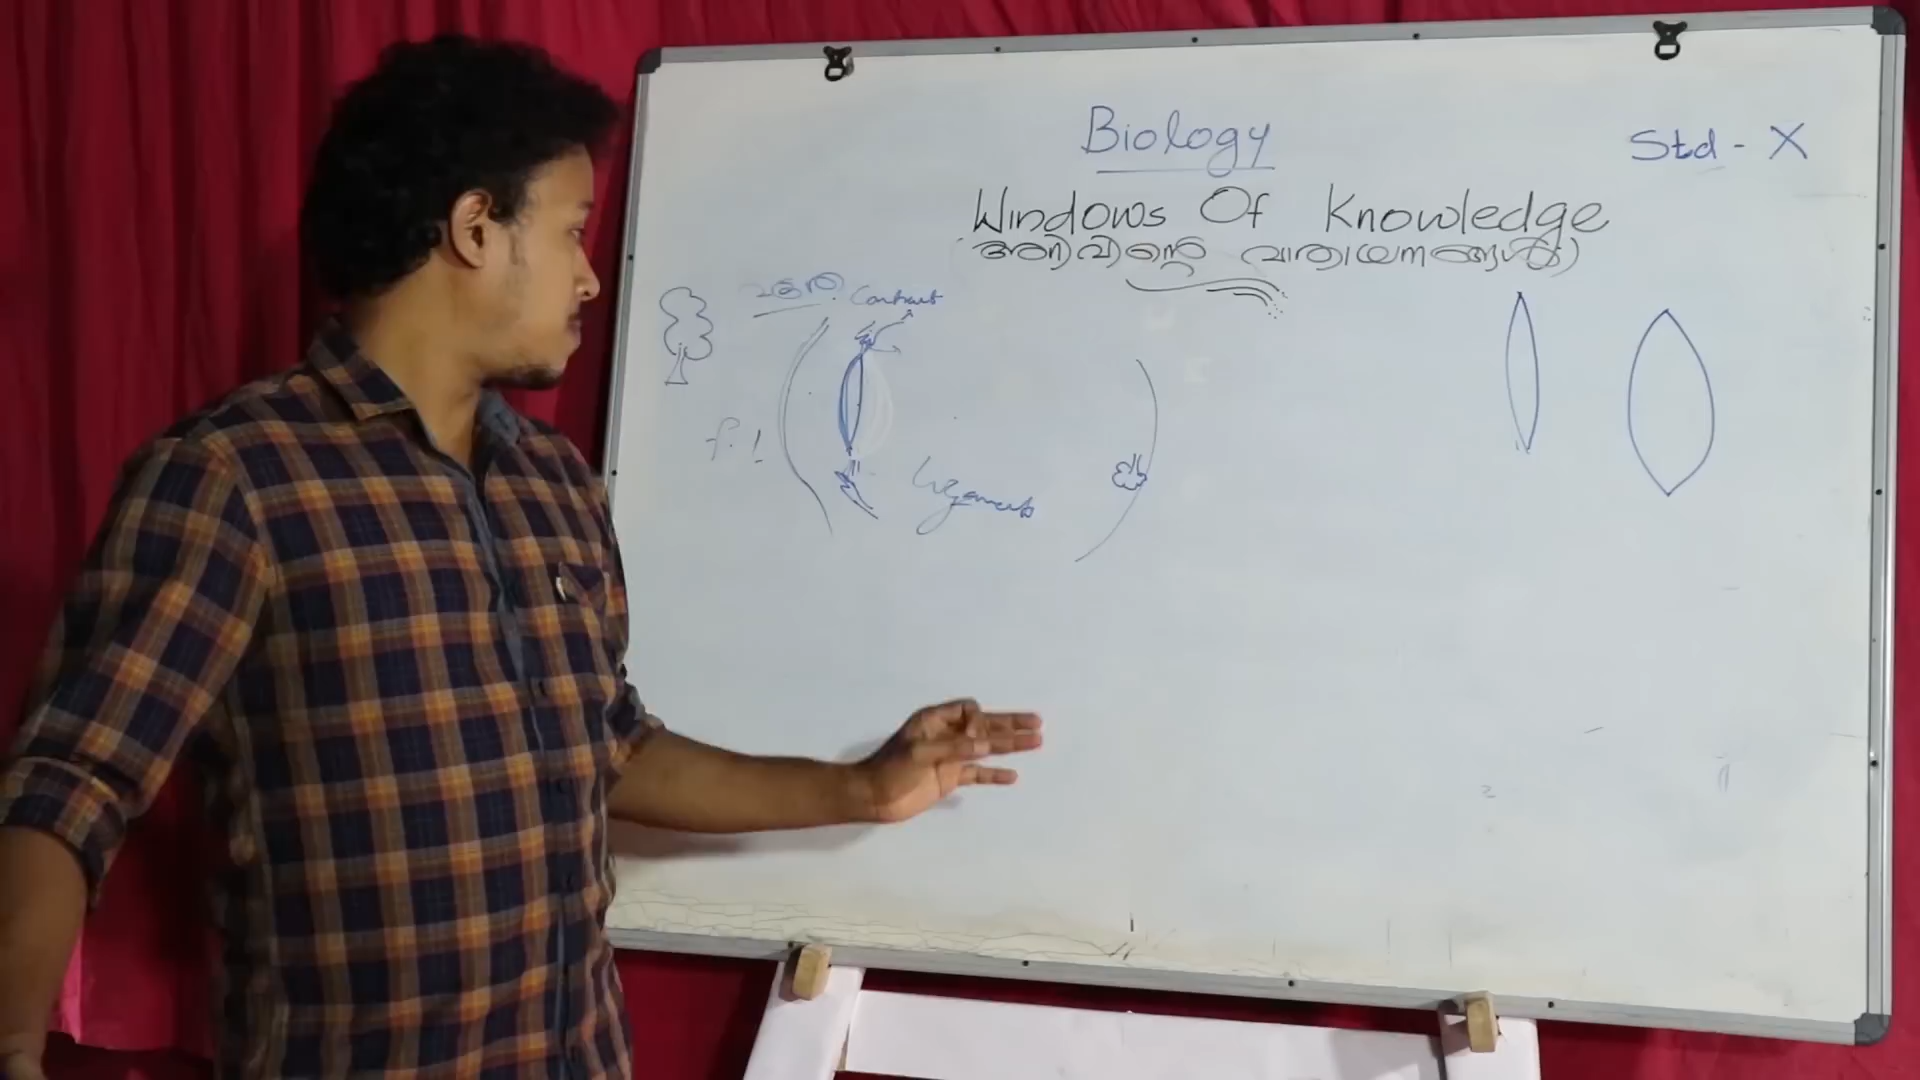 Biology
Std - X
Windows Of Knowledge
അറിവിന്റെ വാതായനങ്ങൾ)
Contract
f. !
Ligaments